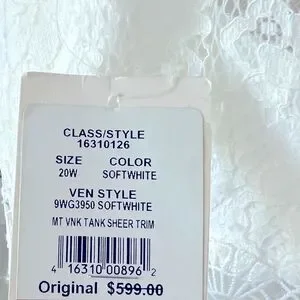 CLASS/STYLE
16310126
SIZE COLOR
20W SOFTWHITE
VEN STYLE
9WG3950 SOFTWHITE
MT VNK TANK SHEER TRIM
4 16310 00896 2
Original $599.00